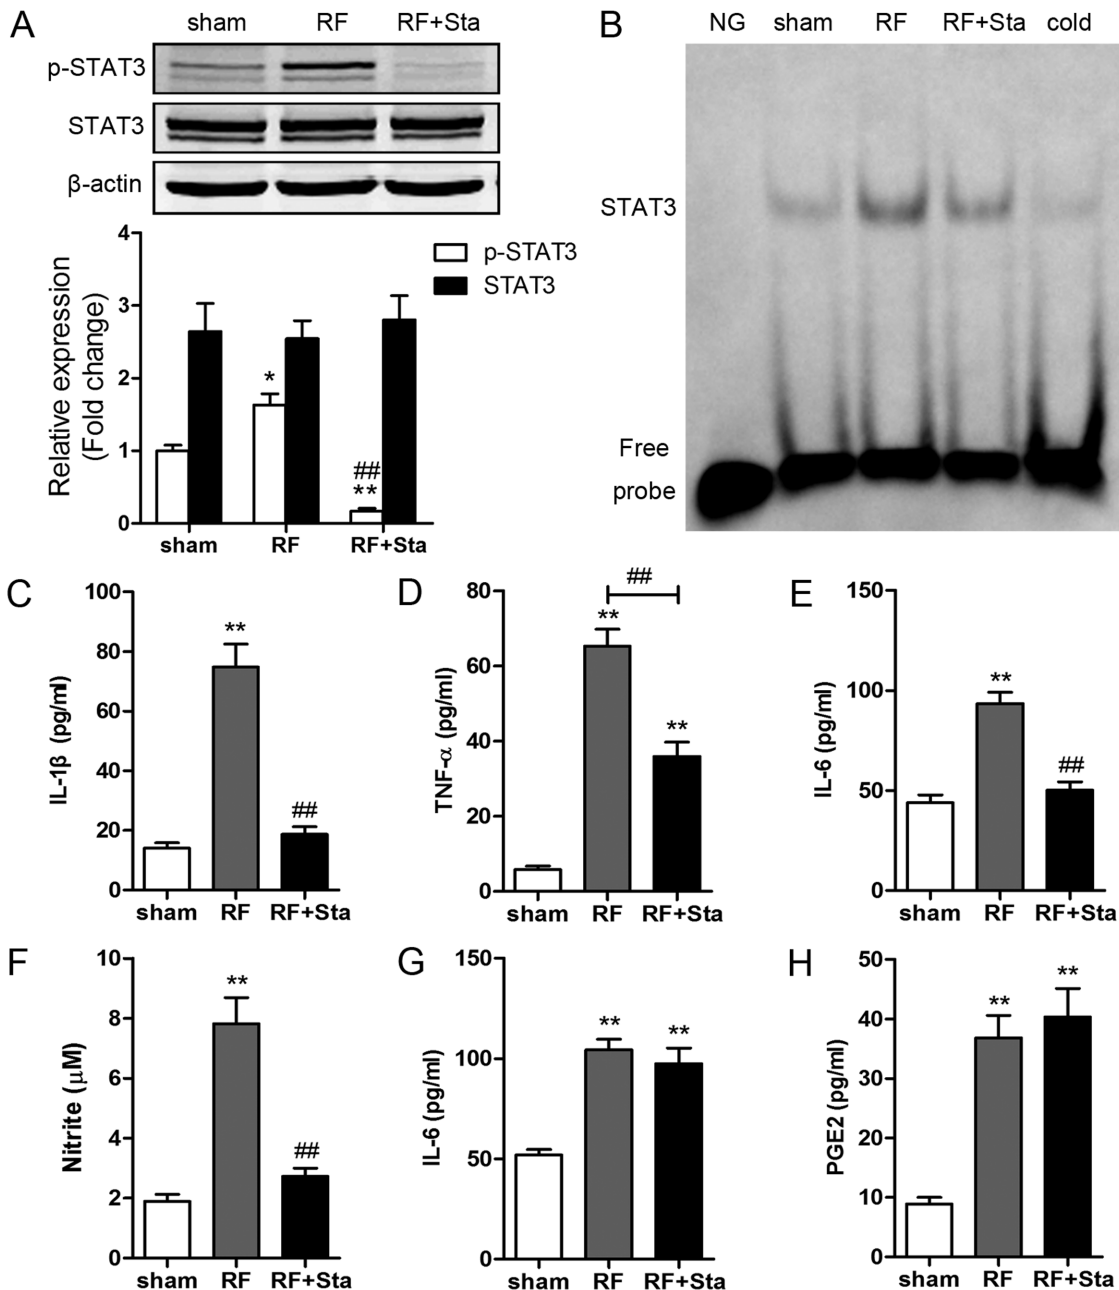 A
sham RF RF+Sta
p-STAT3
STAT3
β-actin
4
3
2
1
0
Relative expression
(Fold change)
p-STAT3
STAT3
*
##
**
sham RF RF+Sta
B
NG sham RF RF+Sta cold
STAT3
Free
probe
C
100
80
60
40
20
0
IL-1β (pg/ml)
**
##
sham RF RF+Sta
D
80
60
40
20
0
TNF-α (pg/ml)
##
**
**
sham RF RF+Sta
E
150
100
50
0
IL-6 (pg/ml)
**
##
sham RF RF+Sta
F
10
8
6
4
2
0
Nitrite (μM)
**
##
sham RF RF+Sta
G
150
100
50
0
IL-6 (pg/ml)
**
**
sham RF RF+Sta
H
50
40
30
20
10
0
PGE2 (pg/ml)
**
**
sham RF RF+Sta